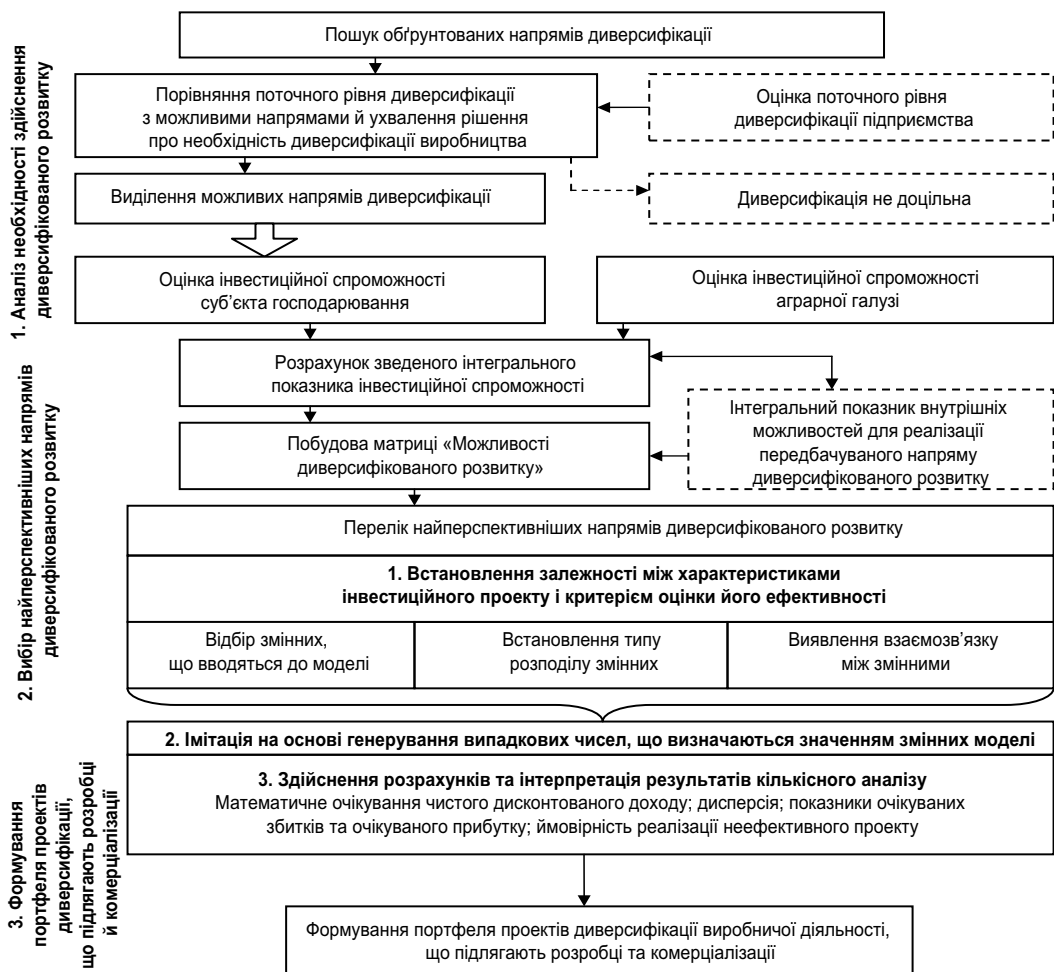 Пошук обґрунтованих напрямів диверсифікації
Порівняння поточного рівня диверсифікації
з можливими напрямами й ухвалення рішення
про необхідність диверсифікації виробництва
Оцінка поточного рівня
диверсифікації підприємства
Виділення можливих напрямів диверсифікації
Диверсифікація не доцільна
1. Аналіз необхідності здійснення
диверсифікованого розвитку
Оцінка інвестиційної спроможності
суб’єкта господарювання
Оцінка інвестиційної спроможності
аграрної галузі
Розрахунок зведеного інтегрального
показника інвестиційної спроможності
Інтегральний показник внутрішніх
можливостей для реалізації
передбачуваного напряму
диверсифікованого розвитку
Побудова матриці «Можливості
диверсифікованого розвитку»
2. Вибір найперспективніших напрямів
диверсифікованого розвитку
Перелік найперспективніших напрямів диверсифікованого розвитку
1. Встановлення залежності між характеристиками
інвестиційного проекту і критерієм оцінки його ефективності
Відбір змінних,
що вводяться до моделі
Встановлення типу
розподілу змінних
Виявлення взаємозв’язку
між змінними
2. Імітація на основі генерування випадкових чисел, що визначаються значенням змінних моделі
3. Здійснення розрахунків та інтерпретація результатів кількісного аналізу
Математичне очікування чистого дисконтованого доходу; дисперсія; показники очікуваних
збитків та очікуваного прибутку; ймовірність реалізації неефективного проекту
3. Формування
портфеля проектів
диверсифікації,
що підлягають розробці
й комерціалізації
Формування портфеля проектів диверсифікації виробничої діяльності,
що підлягають розробці та комерціалізації